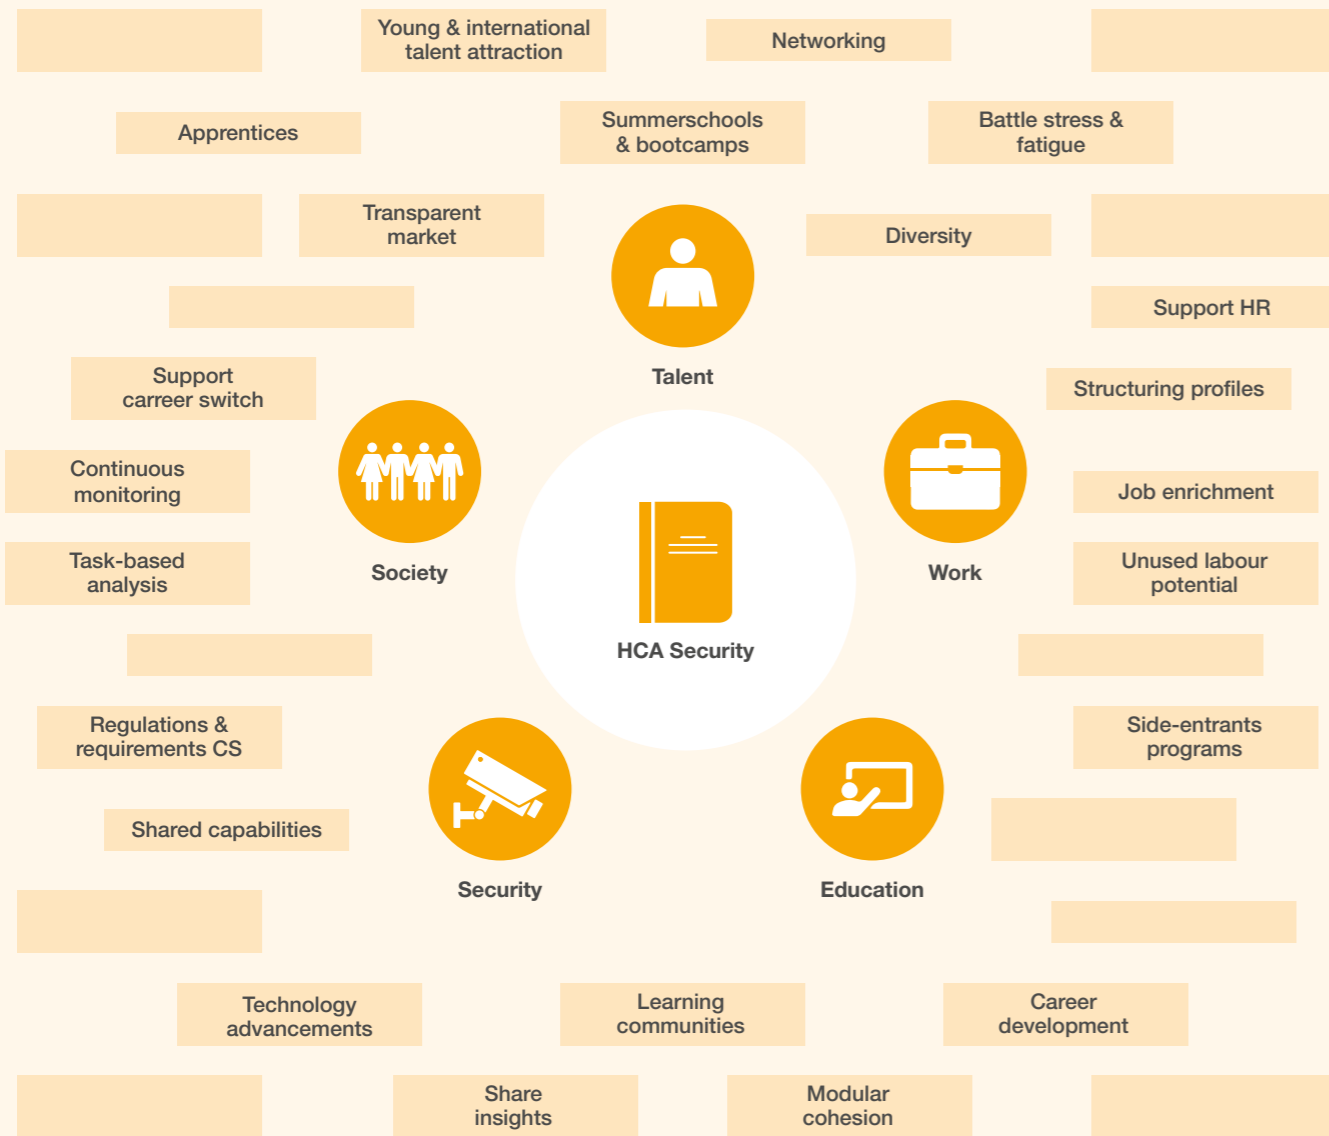 Young & international
talent attraction
Networking
Apprentices
Summerschools
& bootcamps
Battle stress &
fatigue
Transparent
market
Diversity
Support HR
Talent
Support
carreer switch
Structuring profiles
Continuous
monitoring
Job enrichment
Task-based
analysis
Society
Work
Unused labour
potential
HCA Security
Regulations &
requirements CS
Side-entrants
programs
Shared capabilities
Security
Education
Technology
advancements
Learning
communities
Career
development
Share
insights
Modular
cohesion